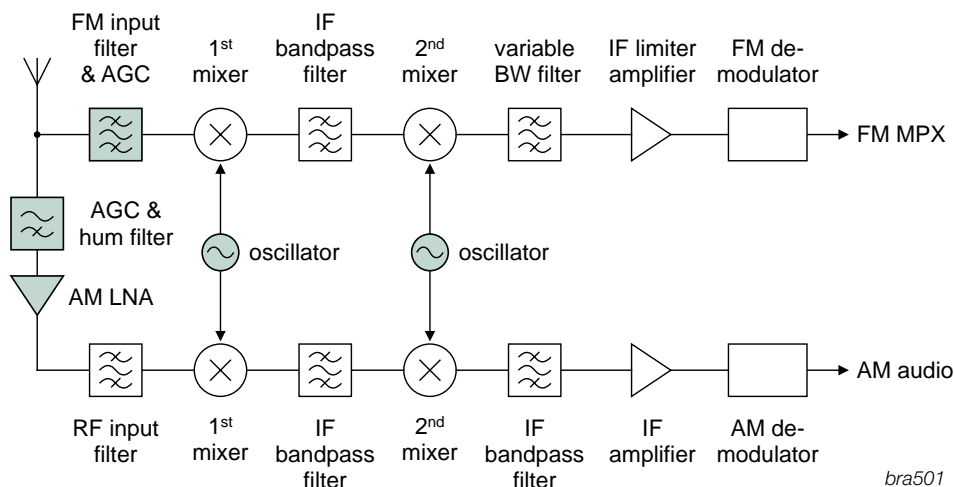 FM input
filter
& AGC
1st
mixer
IF
bandpass
filter
2nd
mixer
variable
BW filter
IF limiter
amplifier
FM de-
modulator
FM MPX
AGC &
hum filter
oscillator
oscillator
AM LNA
AM audio
RF input
filter
1st
mixer
IF
bandpass
filter
2nd
mixer
IF
bandpass
filter
IF
amplifier
AM de-
modulator
bra501